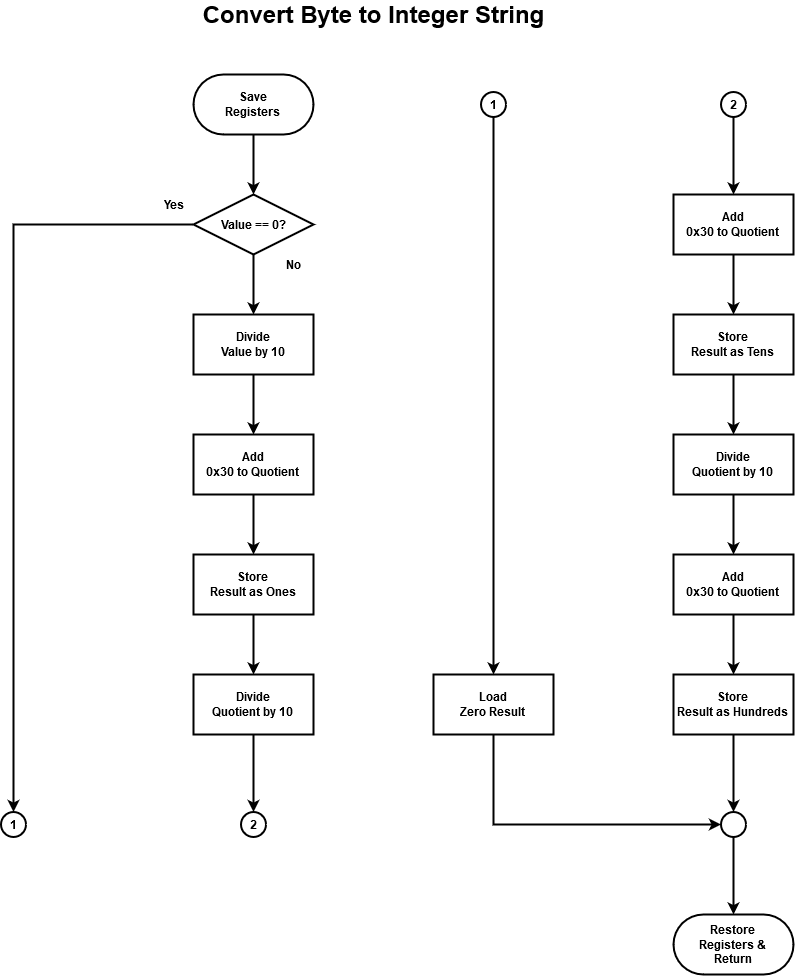 Convert Byte to Integer String
Save
Registers
Yes
Value == 0?
No
Divide
Value by 10
Add
0x30 to Quotient
Store
Result as Ones
Divide
Quotient by 10
1
2
1
Load
Zero Result
2
Add
0x30 to Quotient
Store
Result as Tens
Divide
Quotient by 10
Add
0x30 to Quotient
Store
Result as Hundreds
Restore
Registers &
Return